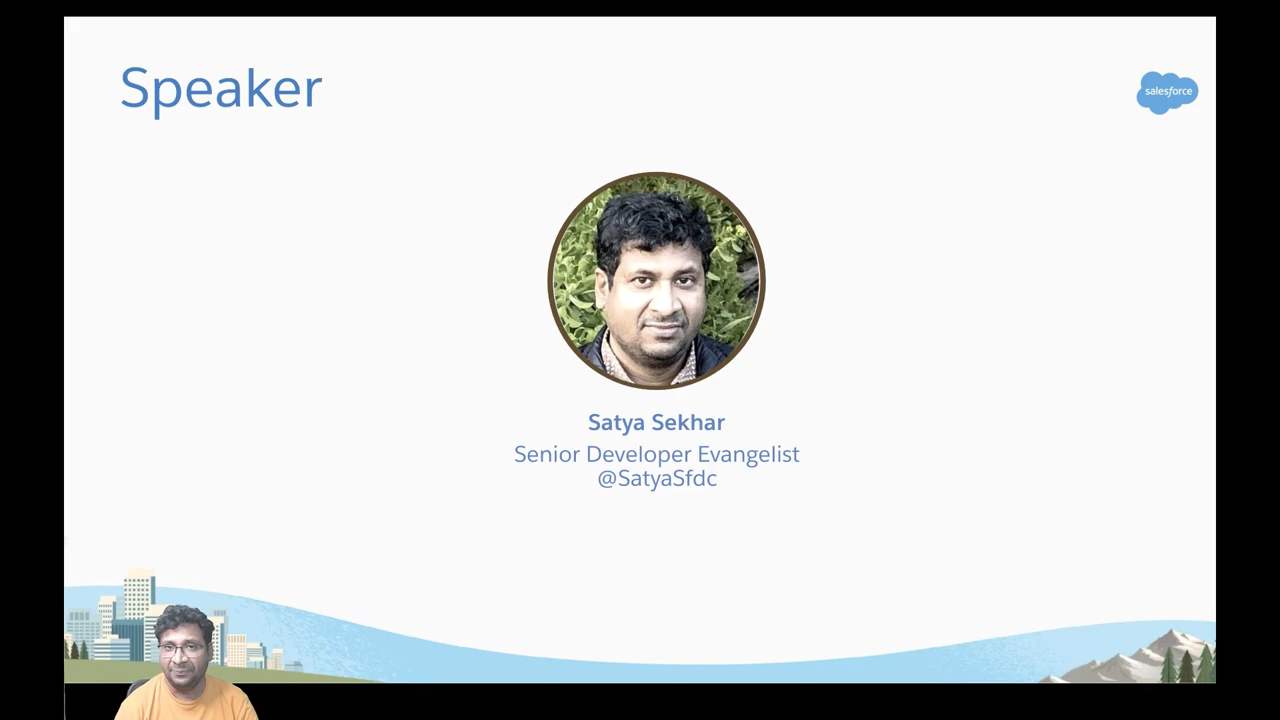 Speaker
salesforce
Satya Sekhar
Senior Developer Evangelist
@SatyaSfdc